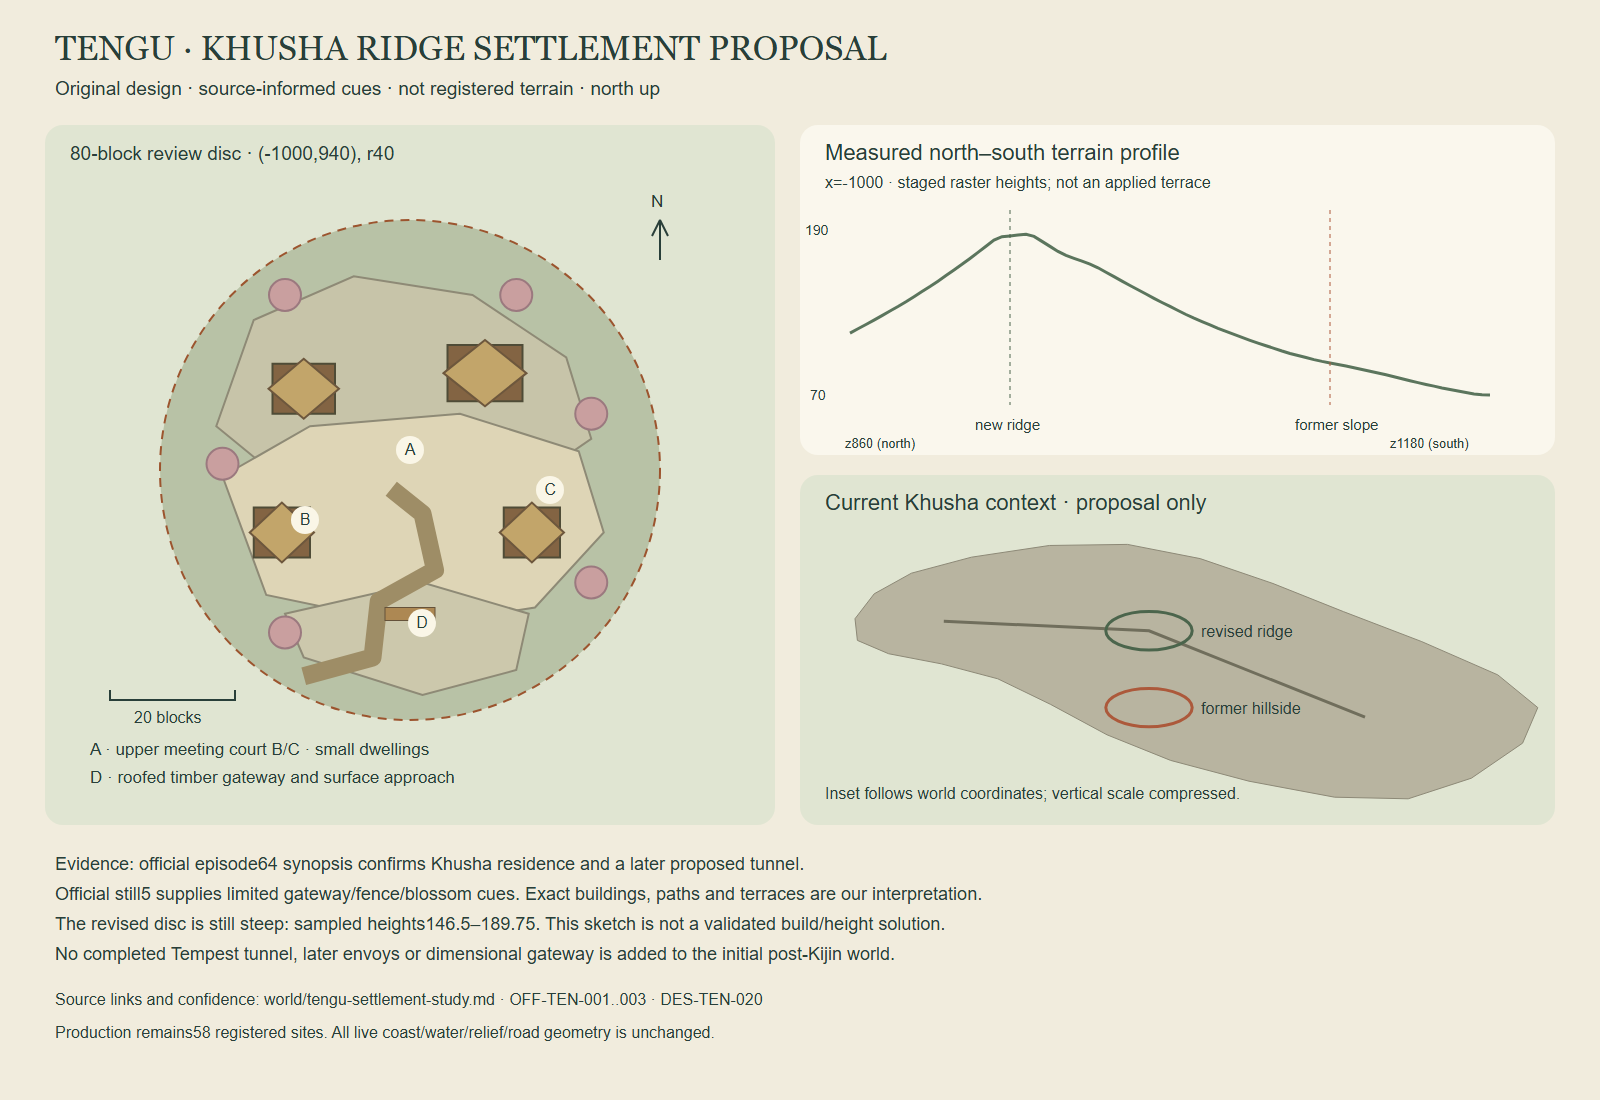 TENGU · KHUSHA RIDGE SETTLEMENT PROPOSAL
Original design · source-informed cues · not registered terrain · north up
80-block review disc · (-1000,940), r40
N
A
C
B
D
20 blocks
A · upper meeting court B/C · small dwellings
D · roofed timber gateway and surface approach
Measured north–south terrain profile
x=-1000 · staged raster heights; not an applied terrace
190
70
new ridge
former slope
z860 (north)
z1180 (south)
Current Khusha context · proposal only
revised ridge
former hillside
Inset follows world coordinates; vertical scale compressed.
Evidence: official episode64 synopsis confirms Khusha residence and a later proposed tunnel.
Official still5 supplies limited gateway/fence/blossom cues. Exact buildings, paths and terraces are our interpretation.
The revised disc is still steep: sampled heights146.5–189.75. This sketch is not a validated build/height solution.
No completed Tempest tunnel, later envoys or dimensional gateway is added to the initial post-Kijin world.
Source links and confidence: world/tengu-settlement-study.md · OFF-TEN-001..003 · DES-TEN-020
Production remains58 registered sites. All live coast/water/relief/road geometry is unchanged.